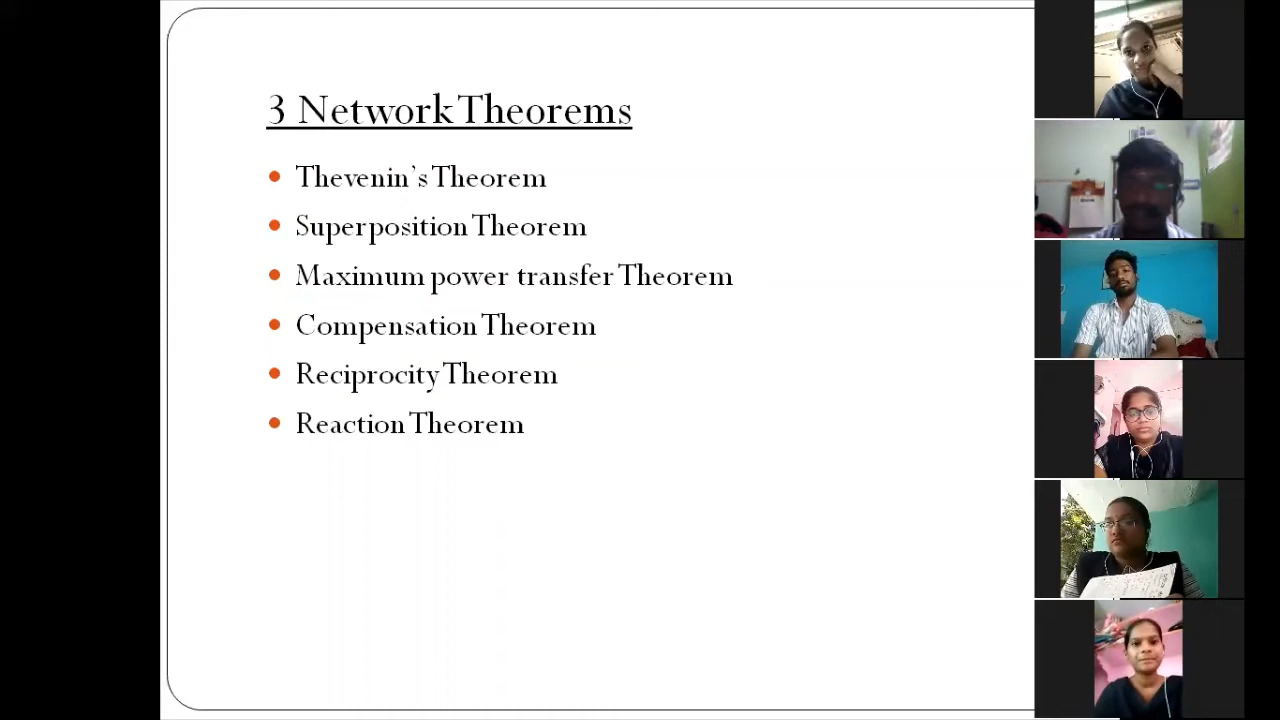 3 Network Theorems
Thevenin's Theorem
Superposition Theorem
Maximum power transfer Theorem
Compensation Theorem
Reciprocity Theorem
Reaction Theorem